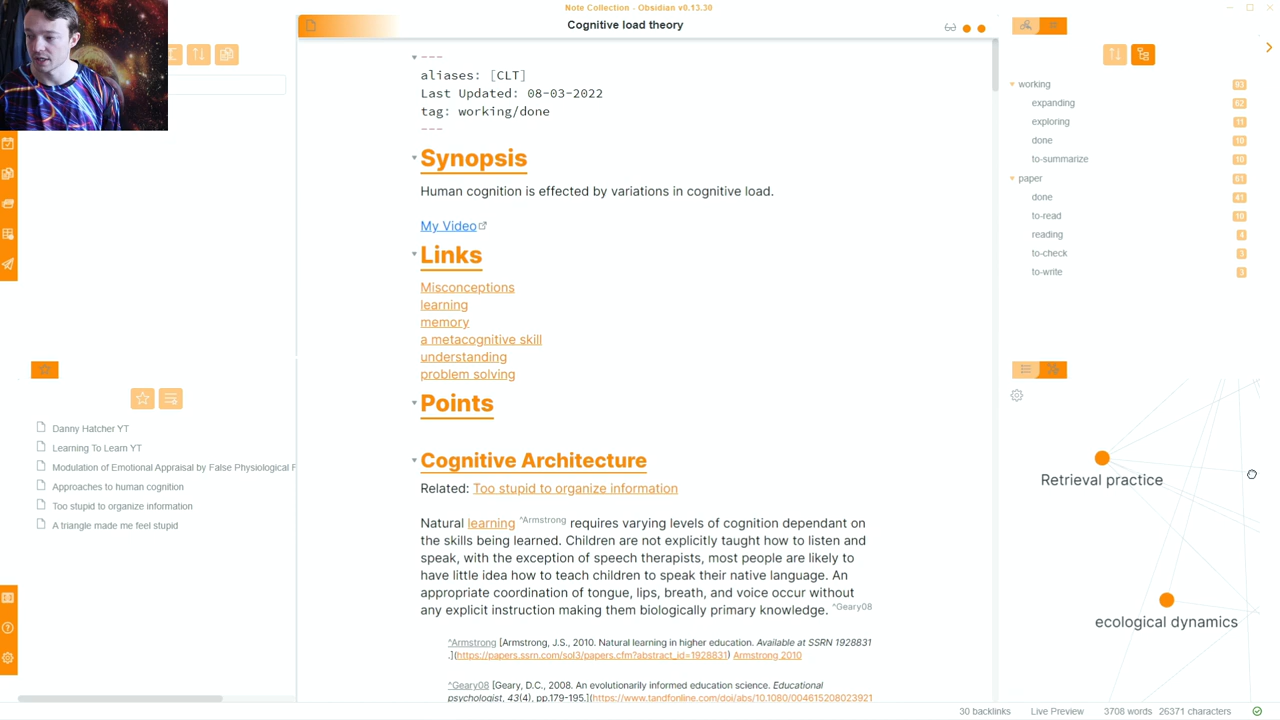 Note Collection - Obsidian v0.13.30
Cognitive load theory
---
aliases: [CLT]
Last Updated: 08-03-2022
tag: working/done
---
Synopsis
Human cognition is effected by variations in cognitive load.
My Video
Links
Misconceptions
learning
memory
a metacognitive skill
understanding
problem solving
Points
Cognitive Architecture
Related: Too stupid to organize information
Natural learning ^Armstrong requires varying levels of cognition dependant on
the skills being learned. Children are not explicitly taught how to listen and
speak, with the exception of speech therapists, most people are likely to
have little idea how to teach children to speak their native language. An
appropriate coordination of tongue, lips, breath, and voice occur without
any explicit instruction making them biologically primary knowledge. ^Geary08
^Armstrong [Armstrong, J.S., 2010. Natural learning in higher education. Available at SSRN 1928831
.](https://papers.ssrn.com/sol3/papers.cfm?abstract_id=1928831) Armstrong 2010
^Geary08 [Geary, D.C., 2008. An evolutionarily informed education science. Educational
psychologist, 43(4), pp.179-195.](https://www.tandfonline.com/doi/abs/10.1080/00461520802392133
Danny Hatcher YT
Learning To Learn YT
Modulation of Emotional Appraisal by False Physiological F
Approaches to human cognition
Too stupid to organize information
A triangle made me feel stupid
working 93
expanding 62
exploring 11
done 10
to-summarize 10
paper 61
done 41
to-read 10
reading 4
to-check 3
to-write 3
Retrieval practice
ecological dynamics
30 backlinks Live Preview 3708 words 26371 characters